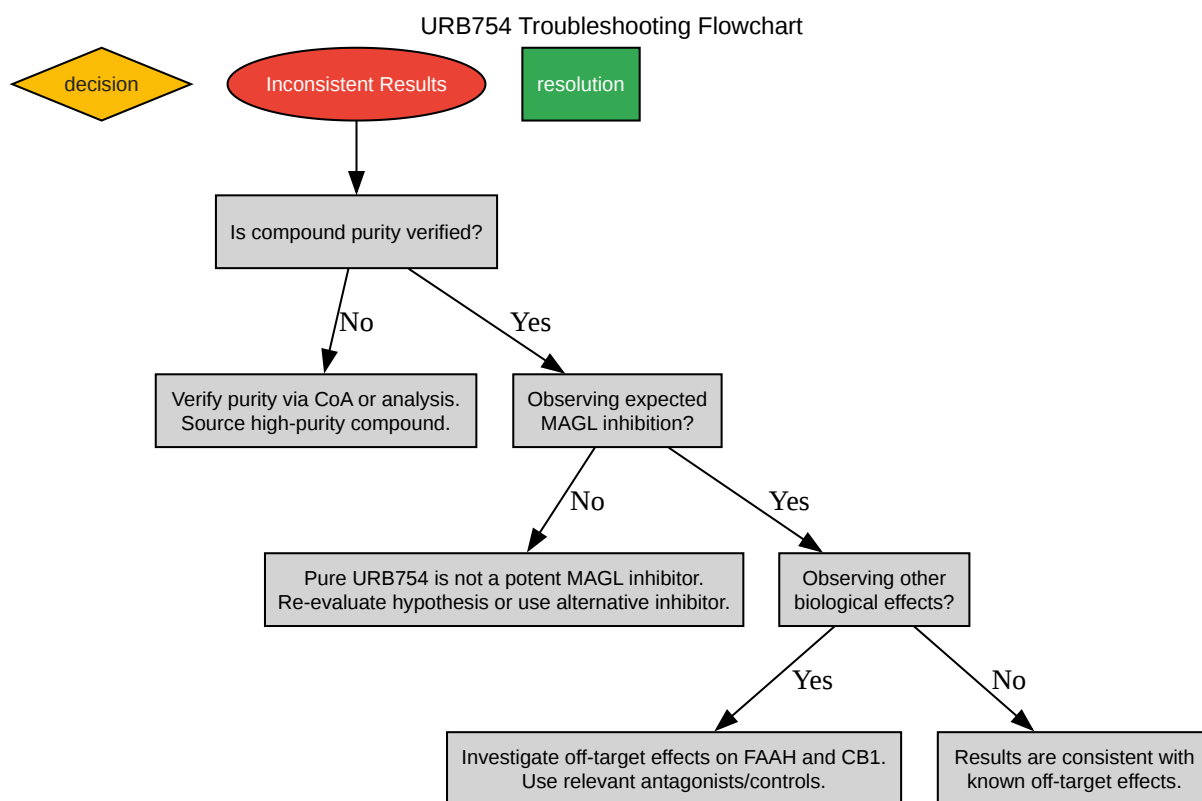 URB754 Troubleshooting Flowchart
decision
Inconsistent Results
resolution
Is compound purity verified?
No
Yes
Verify purity via CoA or analysis.
Source high-purity compound.
Observing expected
MAGL inhibition?
No
Yes
Pure URB754 is not a potent MAGL inhibitor.
Re-evaluate hypothesis or use alternative inhibitor.
Observing other
biological effects?
Yes
No
Investigate off-target effects on FAAH and CB1.
Use relevant antagonists/controls.
Results are consistent with
known off-target effects.